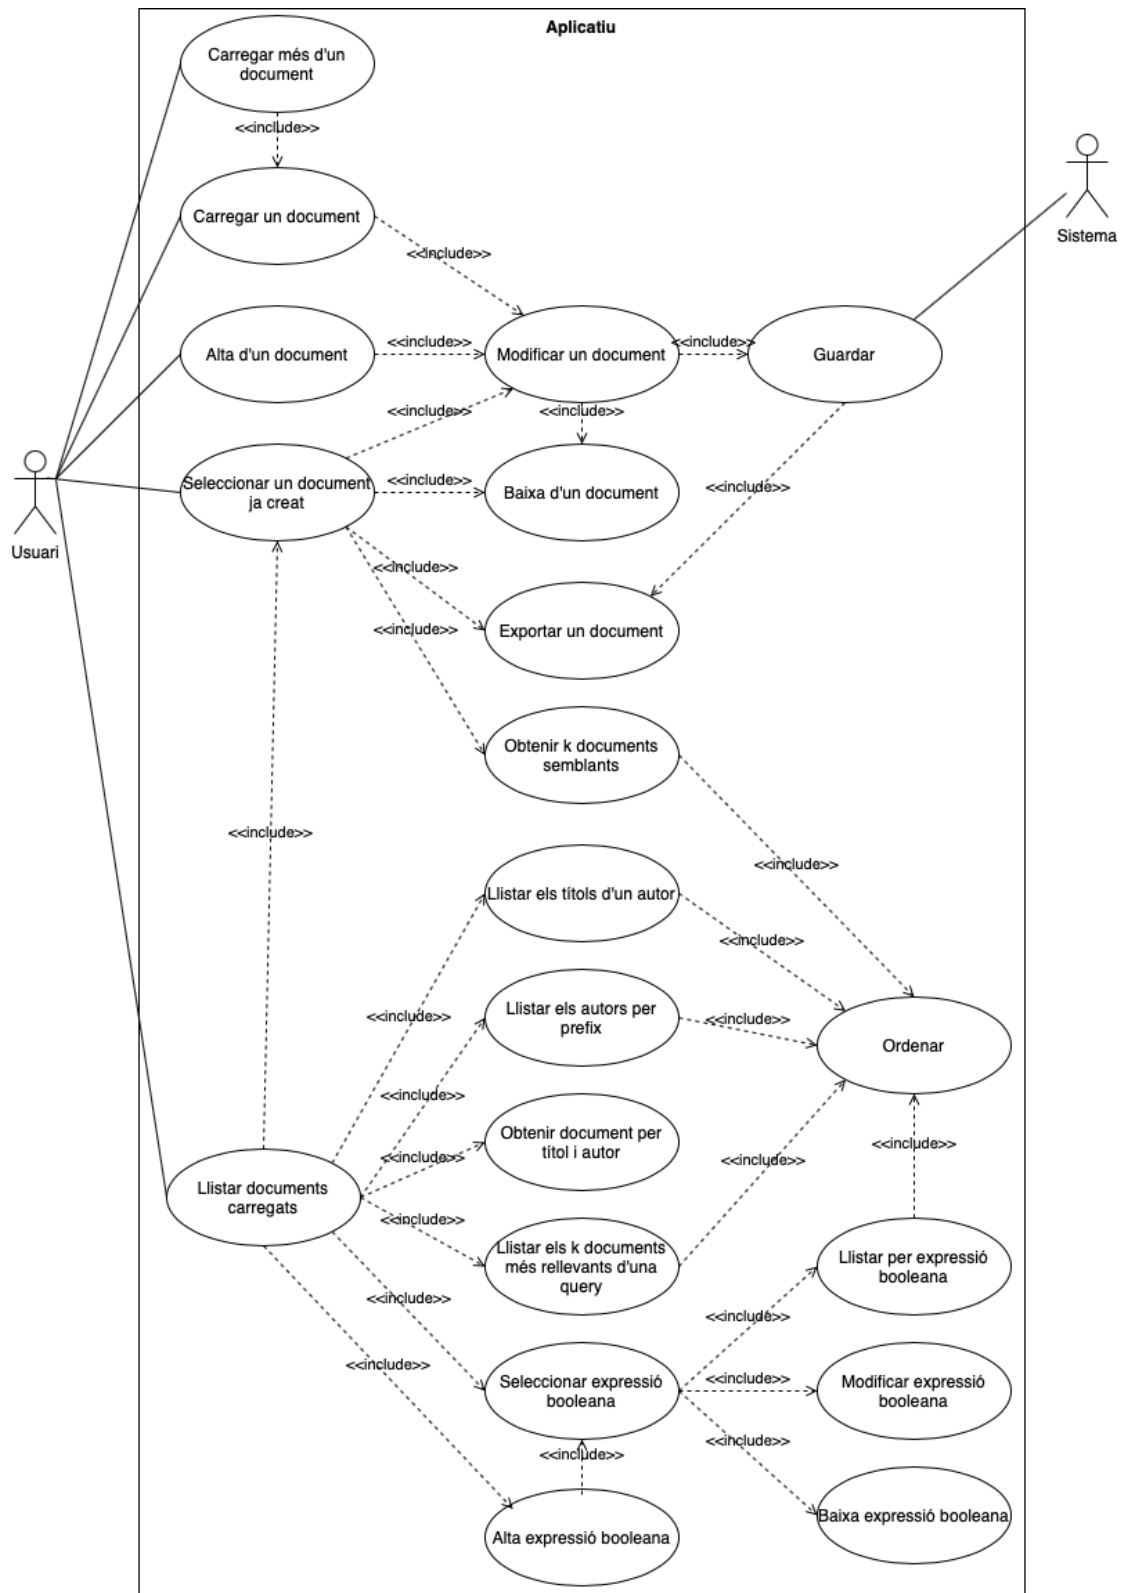 Aplicatiu
Carregar més d'un
document
<<include>>
Sistema
Carregar un document
<<include>>
Alta d'un document
<<include>>
Modificar un document
<<include>>
Guardar
<<include>>
<<include>>
Usuari
Seleccionar un document
ja creat
<<include>>
Baixa d'un document
<<include>>
<<include>>
Exportar un document
<<include>>
Obtenir k documents
semblants
<<include>>
<<include>>
Llistar els títols d'un autor
<<include>>
<<include>>
Llistar els autors per
prefix
<<include>>
Ordenar
<<include>>
Obtenir document per
títol i autor
<<include>>
<<include>>
<<include>>
Llistar documents
carregats
<<include>>
Llistar els k documents
més rellevants d'una
query
Llistar per expressió
booleana
<<include>>
<<include>>
<<include>>
Seleccionar expressió
booleana
<<include>>
Modificar expressió
booleana
<<include>>
<<include>>
Alta expressió booleana
Baixa expressió booleana